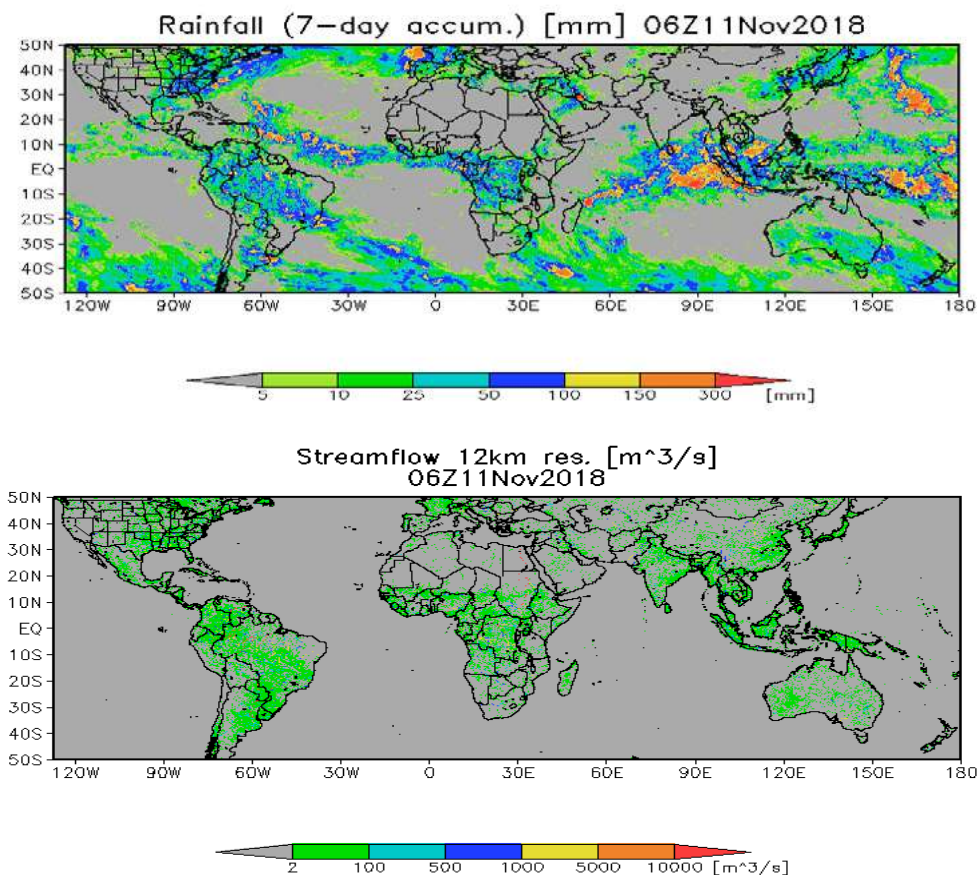 Rainfall (7-day accum.) [mm] 06Z11Nov2018
50N
40N
30N
20N
10N
EQ
10S
20S
30S
40S
50S
120W 90W 60W 30W 0 30E 60E 90E 120E 150E 180
5 10 25 50 100 150 300 [mm]
Streamflow 12km res. [m^3/s]
06Z11Nov2018
50N
40N
30N
20N
10N
EQ
10S
20S
30S
40S
50S
120W 90W 60W 30W 0 30E 60E 90E 120E 150E 180
2 100 500 1000 5000 10000 [m^3/s]